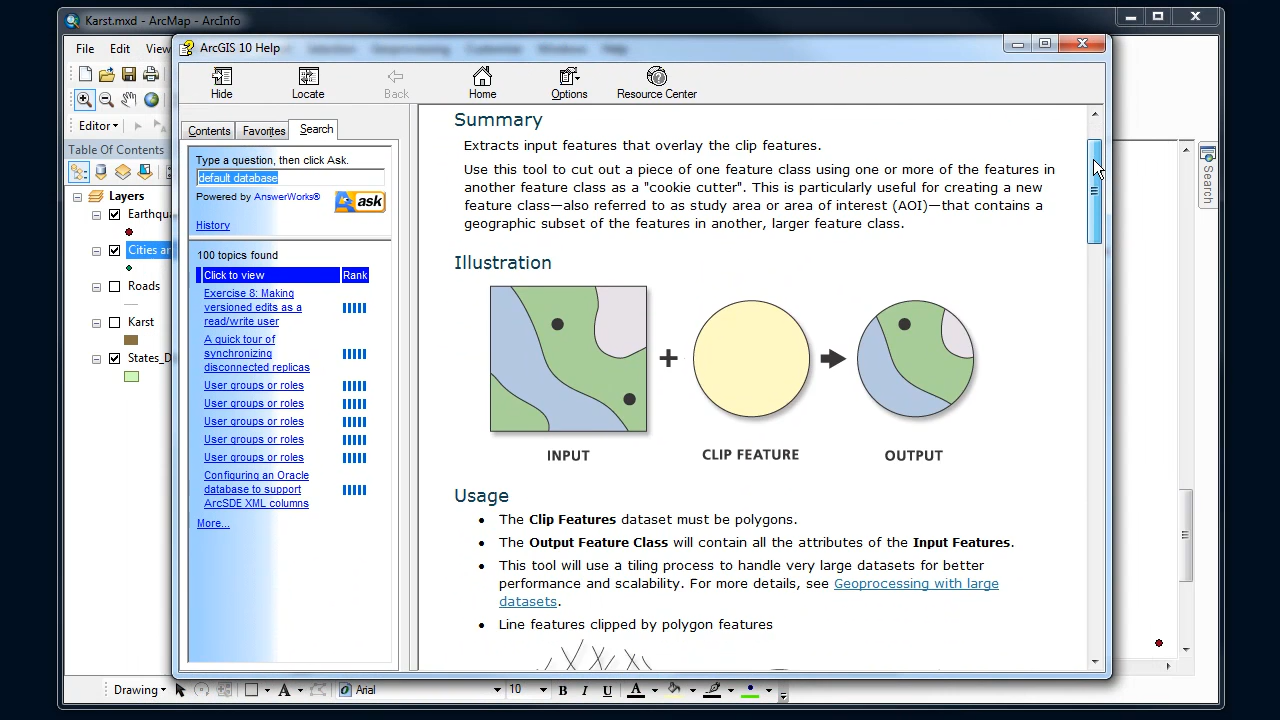 Karst.mxd - ArcMap - ArcInfo
File Edit View
ArcGIS 10 Help
Selection Geoprocessing Customize Windows Help
Hide Locate Back Home Options Resource Center
Editor
Table Of Contents
Layers
Earthqua
Cities an
Roads
Karst
States_D
Contents Favorites Search
Type a question, then click Ask.
default database
Powered by AnswerWorks®
ask
History
100 topics found
Click to view Rank
Exercise 8: Making
versioned edits as a
read/write user
A quick tour of
synchronizing
disconnected replicas
User groups or roles
User groups or roles
User groups or roles
User groups or roles
User groups or roles
Configuring an Oracle
database to support
ArcSDE XML columns
More...
Summary
Extracts input features that overlay the clip features.
Use this tool to cut out a piece of one feature class using one or more of the features in
another feature class as a "cookie cutter". This is particularly useful for creating a new
feature class—also referred to as study area or area of interest (AOI)—that contains a
geographic subset of the features in another, larger feature class.
Illustration
INPUT CLIP FEATURE OUTPUT
Usage
• The Clip Features dataset must be polygons.
• The Output Feature Class will contain all the attributes of the Input Features.
• This tool will use a tiling process to handle very large datasets for better
performance and scalability. For more details, see Geoprocessing with large
datasets.
• Line features clipped by polygon features
Search
Drawing A Arial 10 B I U A